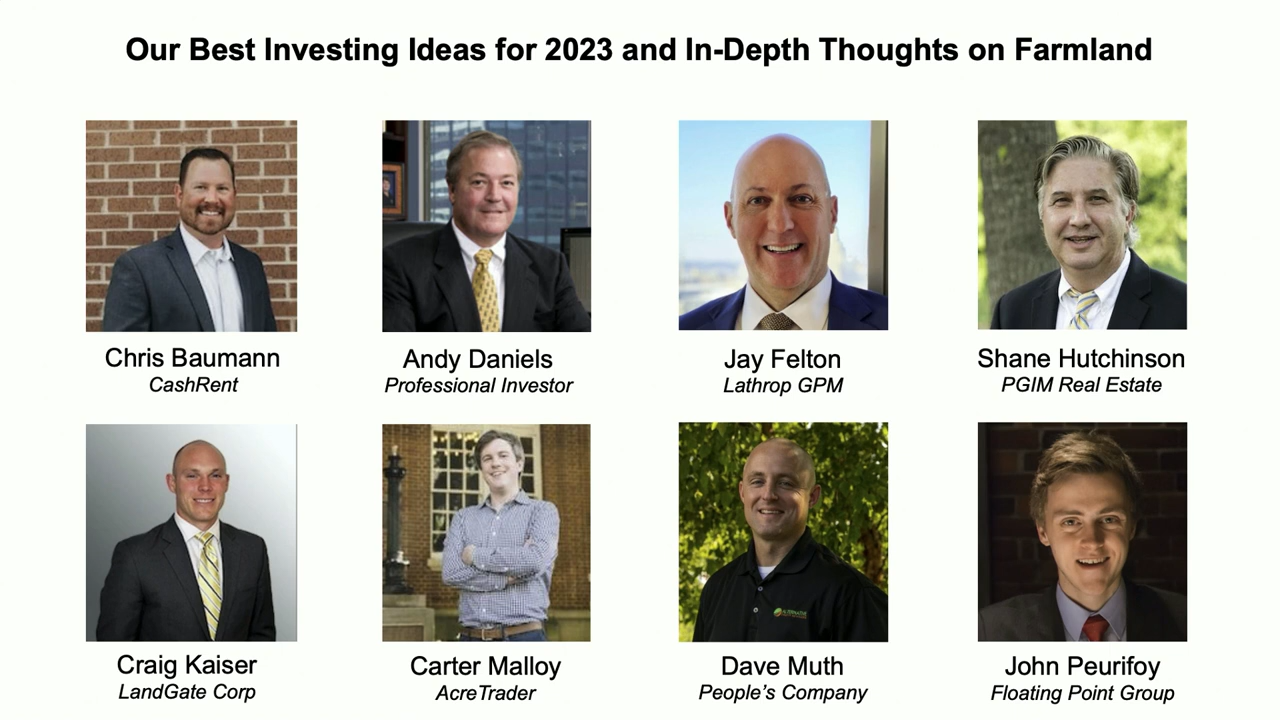 Our Best Investing Ideas for 2023 and In-Depth Thoughts on Farmland
Chris Baumann
CashRent
Andy Daniels
Professional Investor
Jay Felton
Lathrop GPM
Shane Hutchinson
PGIM Real Estate
Craig Kaiser
LandGate Corp
Carter Malloy
AcreTrader
Dave Muth
People's Company
John Peurifoy
Floating Point Group